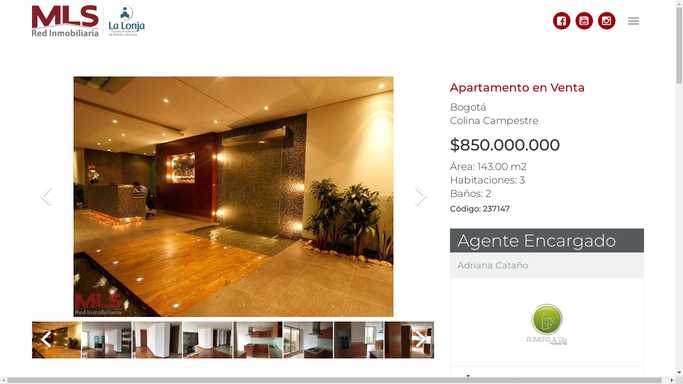 MLS
Red Inmobiliaria
La Lonja
Apartamento en Venta
Bogotá
Colina Campestre
$850.000.000
Área: 143.00 m2
Habitaciones: 3
Baños: 2
Código: 237147
Agente Encargado
Adriana Cataño
MLS
Red Inmobiliaria
ROMERO & Cia